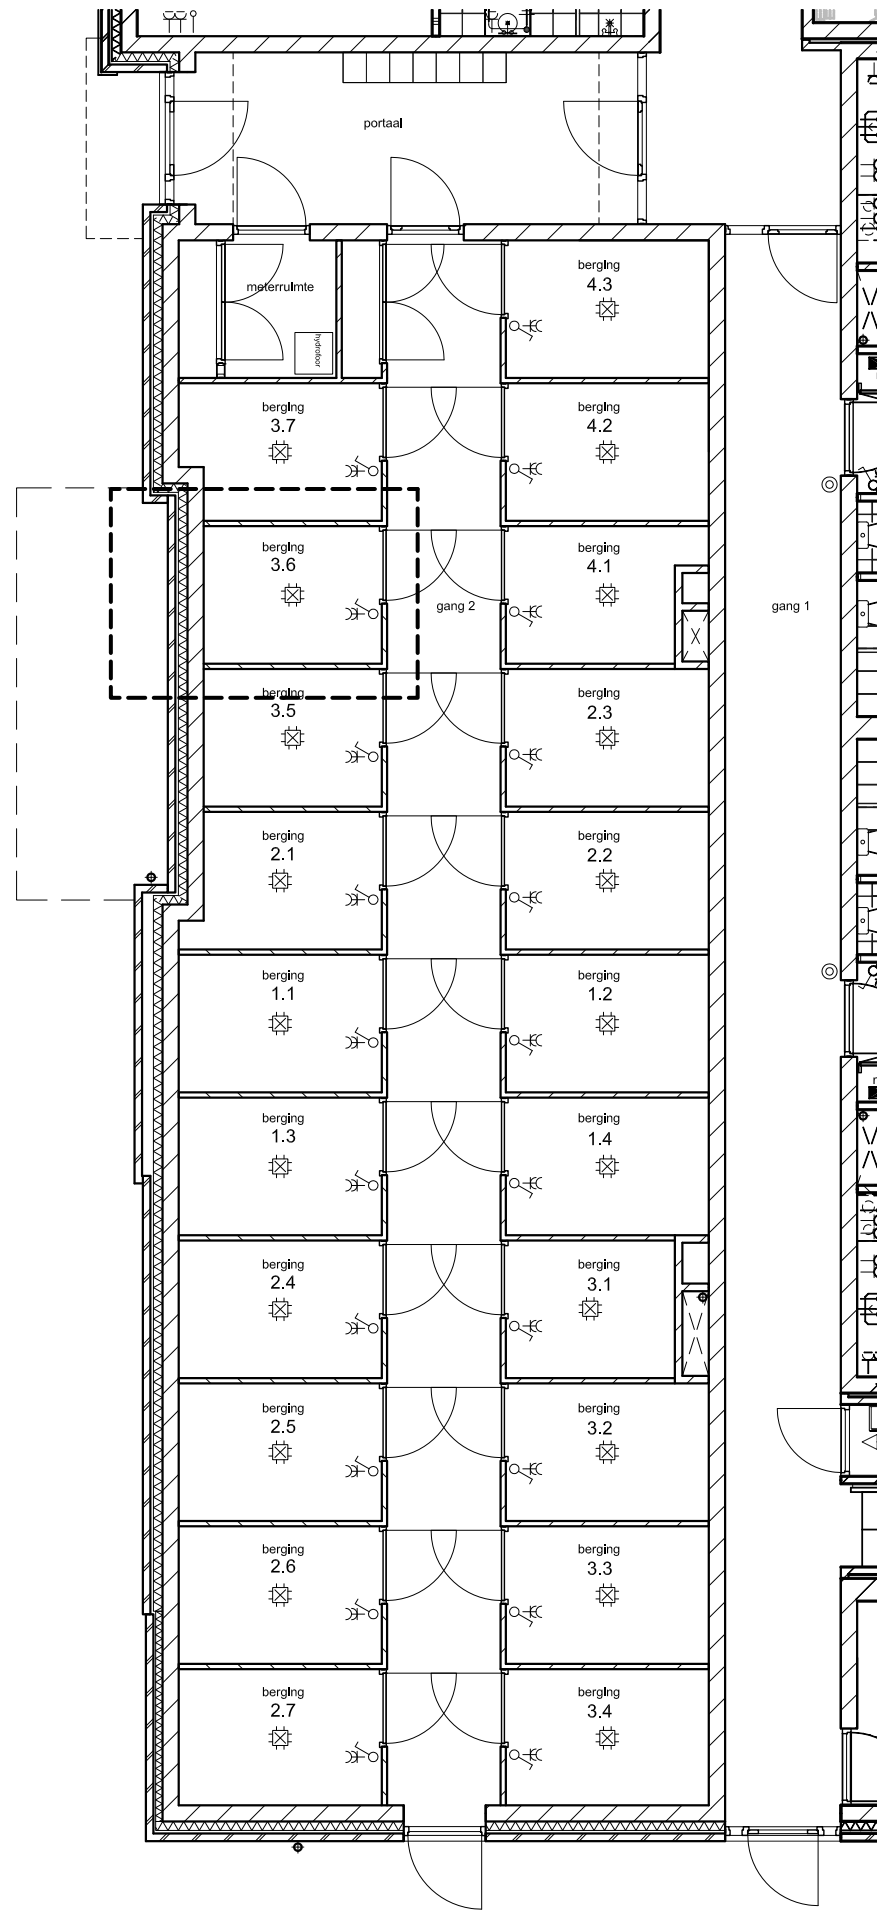 portaal
berging
4.3
meterruimte
hydrofoor
berging
3.7
berging
4.2
berging
3.6
berging
4.1
gang 2
gang 1
berging
3.5
berging
2.3
berging
2.1
berging
2.2
berging
1.1
berging
1.2
berging
1.3
berging
1.4
berging
2.4
berging
3.1
berging
2.5
berging
3.2
berging
2.6
berging
3.3
berging
2.7
berging
3.4